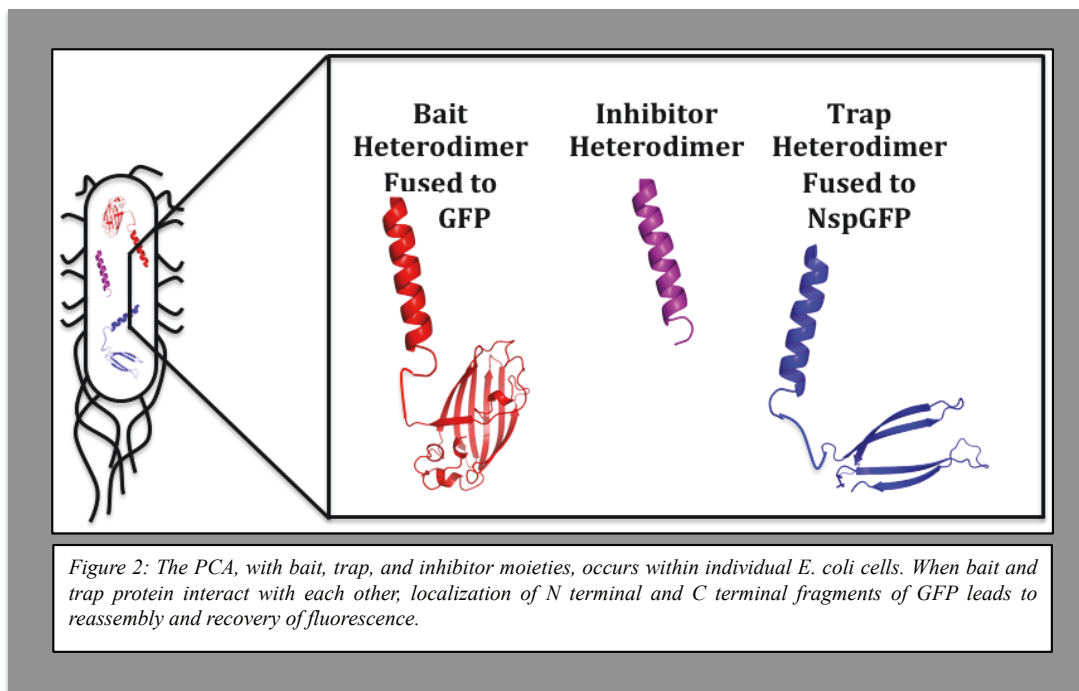 Bait
Heterodimer
Fused to
GFP
Inhibitor
Heterodimer
Trap
Heterodimer
Fused to
NspGFP
Figure 2: The PCA, with bait, trap, and inhibitor moieties, occurs within individual E. coli cells. When bait and
trap protein interact with each other, localization of N terminal and C terminal fragments of GFP leads to
reassembly and recovery of fluorescence.